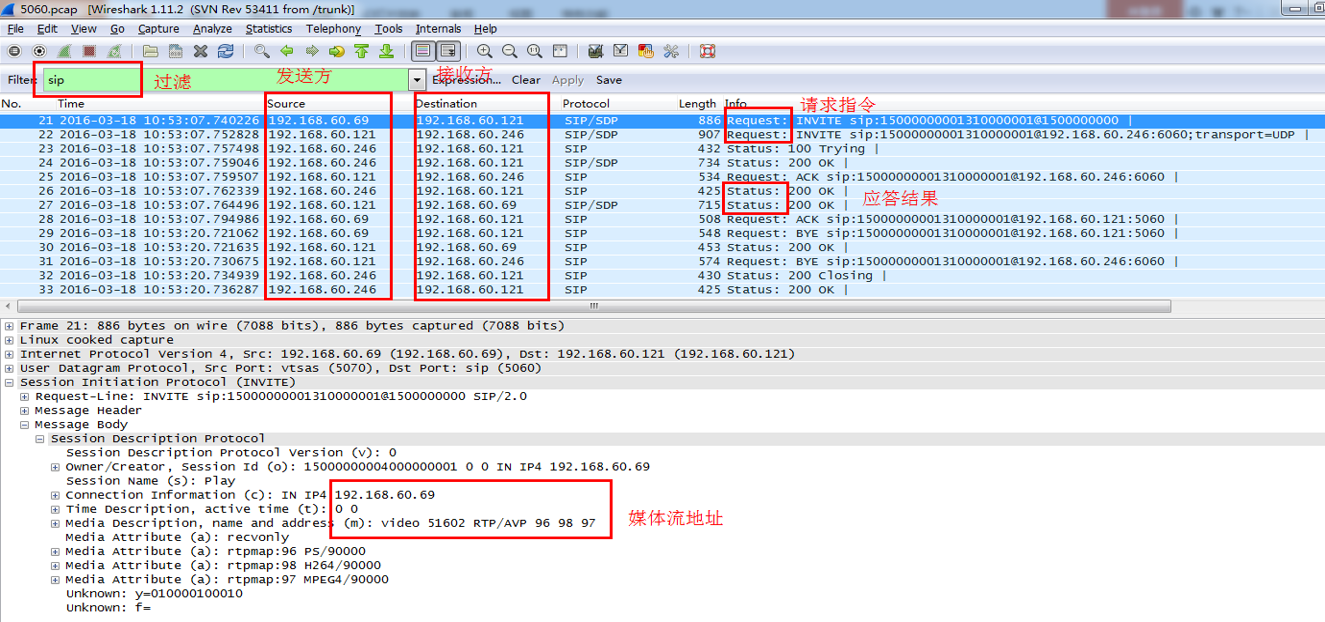 5060.pcap [Wireshark 1.11.2 (SVN Rev 53411 from /trunk)]
File Edit View Go Capture Analyze Statistics Telephony Tools Internals Help
Filter: sip 过滤 发送方 接收方 Expression... Clear Apply Save
No. Time Source Destination Protocol Length Info 请求指令
21 2016-03-18 10:53:07.740226 192.168.60.69 192.168.60.121 SIP/SDP 886 Request: INVITE sip:15000000001310000001@1500000000 |
22 2016-03-18 10:53:07.752828 192.168.60.121 192.168.60.246 SIP/SDP 907 Request: INVITE sip:15000000001310000001@192.168.60.246:6060;transport=UDP |
23 2016-03-18 10:53:07.757498 192.168.60.246 192.168.60.121 SIP 432 Status: 100 Trying |
24 2016-03-18 10:53:07.759046 192.168.60.246 192.168.60.121 SIP/SDP 734 Status: 200 OK |
25 2016-03-18 10:53:07.759507 192.168.60.121 192.168.60.246 SIP 534 Request: ACK sip:15000000001310000001@192.168.60.246:6060 |
26 2016-03-18 10:53:07.762339 192.168.60.246 192.168.60.121 SIP 425 Status: 200 OK |
27 2016-03-18 10:53:07.764496 192.168.60.121 192.168.60.69 SIP/SDP 715 Status: 200 OK | 应答结果
28 2016-03-18 10:53:07.794986 192.168.60.69 192.168.60.121 SIP 508 Request: ACK sip:15000000001310000001@192.168.60.121:5060 |
29 2016-03-18 10:53:20.721062 192.168.60.69 192.168.60.121 SIP 548 Request: BYE sip:15000000001310000001@192.168.60.121:5060 |
30 2016-03-18 10:53:20.721635 192.168.60.121 192.168.60.69 SIP 453 Status: 200 OK |
31 2016-03-18 10:53:20.730675 192.168.60.121 192.168.60.246 SIP 574 Request: BYE sip:15000000001310000001@192.168.60.246:6060 |
32 2016-03-18 10:53:20.734939 192.168.60.246 192.168.60.121 SIP 430 Status: 200 Closing |
33 2016-03-18 10:53:20.736287 192.168.60.246 192.168.60.121 SIP 425 Status: 200 OK |
Frame 21: 886 bytes on wire (7088 bits), 886 bytes captured (7088 bits)
Linux cooked capture
Internet Protocol Version 4, Src: 192.168.60.69 (192.168.60.69), Dst: 192.168.60.121 (192.168.60.121)
User Datagram Protocol, Src Port: vtsas (5070), Dst Port: sip (5060)
Session Initiation Protocol (INVITE)
Request-Line: INVITE sip:15000000001310000001@1500000000 SIP/2.0
Message Header
Message Body
Session Description Protocol
Session Description Protocol Version (v): 0
Owner/Creator, Session Id (o): 15000000004000000001 0 0 IN IP4 192.168.60.69
Session Name (s): Play
Connection Information (c): IN IP4 192.168.60.69
Time Description, active time (t): 0 0
Media Description, name and address (m): video 51602 RTP/AVP 96 98 97 媒体流地址
Media Attribute (a): recvonly
Media Attribute (a): rtpmap:96 PS/90000
Media Attribute (a): rtpmap:98 H264/90000
Media Attribute (a): rtpmap:97 MPEG4/90000
Unknown: y=010000100010
Unknown: f=